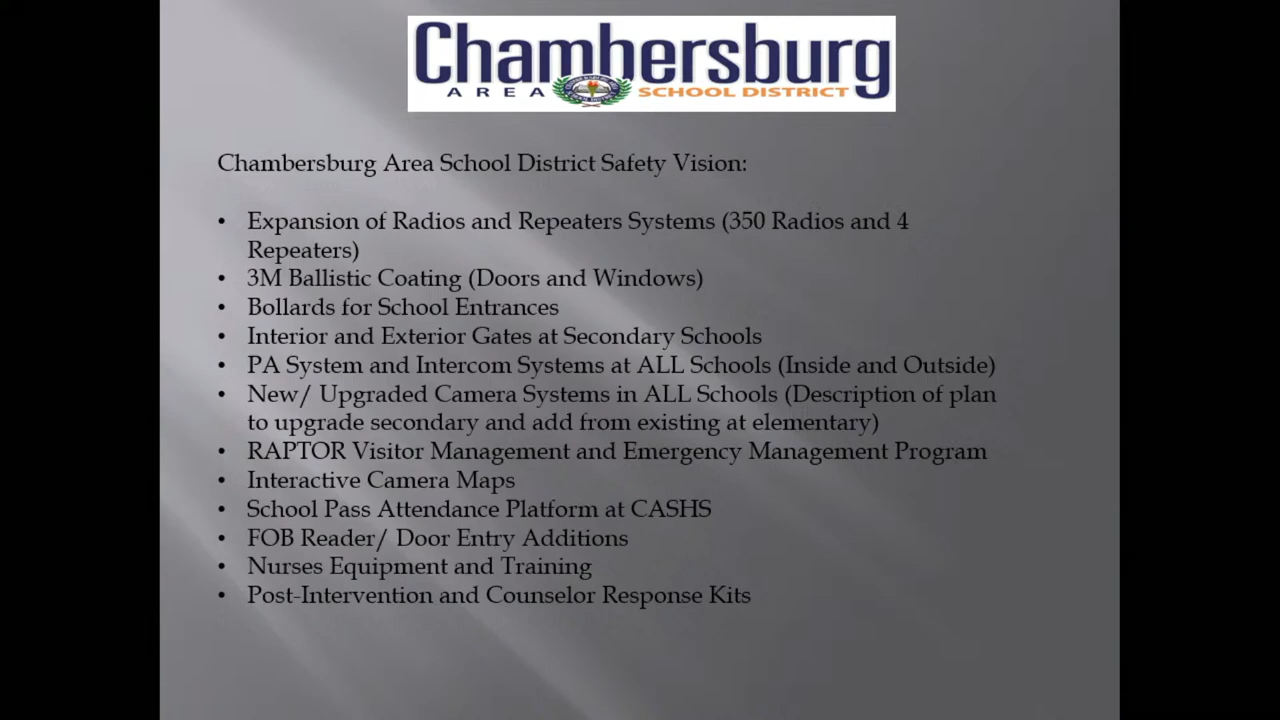 Chambersburg
AREA SCHOOL DISTRICT
Chambersburg Area School District Safety Vision:
• Expansion of Radios and Repeaters Systems (350 Radios and 4
Repeaters)
• 3M Ballistic Coating (Doors and Windows)
• Bollards for School Entrances
• Interior and Exterior Gates at Secondary Schools
• PA System and Intercom Systems at ALL Schools (Inside and Outside)
• New/ Upgraded Camera Systems in ALL Schools (Description of plan
to upgrade secondary and add from existing at elementary)
• RAPTOR Visitor Management and Emergency Management Program
• Interactive Camera Maps
• School Pass Attendance Platform at CASHS
• FOB Reader/ Door Entry Additions
• Nurses Equipment and Training
• Post-Intervention and Counselor Response Kits